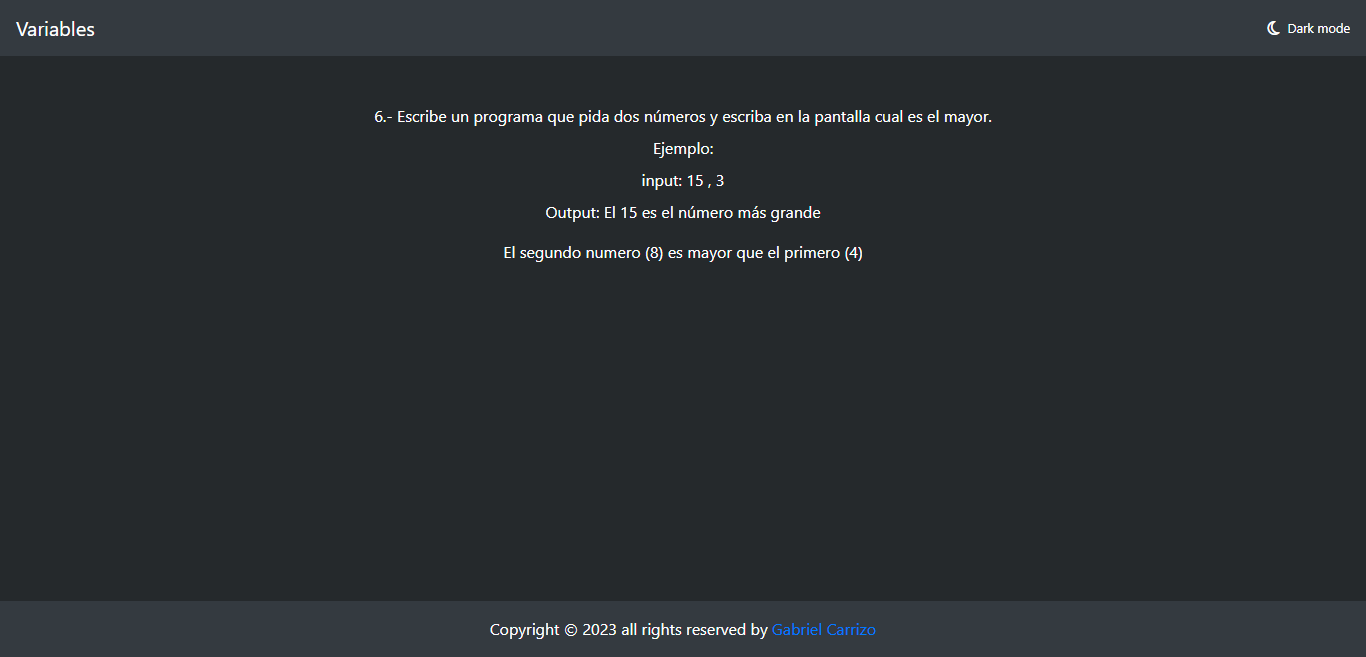 Variables
Dark mode
6.- Escribe un programa que pida dos números y escriba en la pantalla cual es el mayor.
Ejemplo:
input: 15 , 3
Output: El 15 es el número más grande
El segundo numero (8) es mayor que el primero (4)
Copyright © 2023 all rights reserved by Gabriel Carrizo